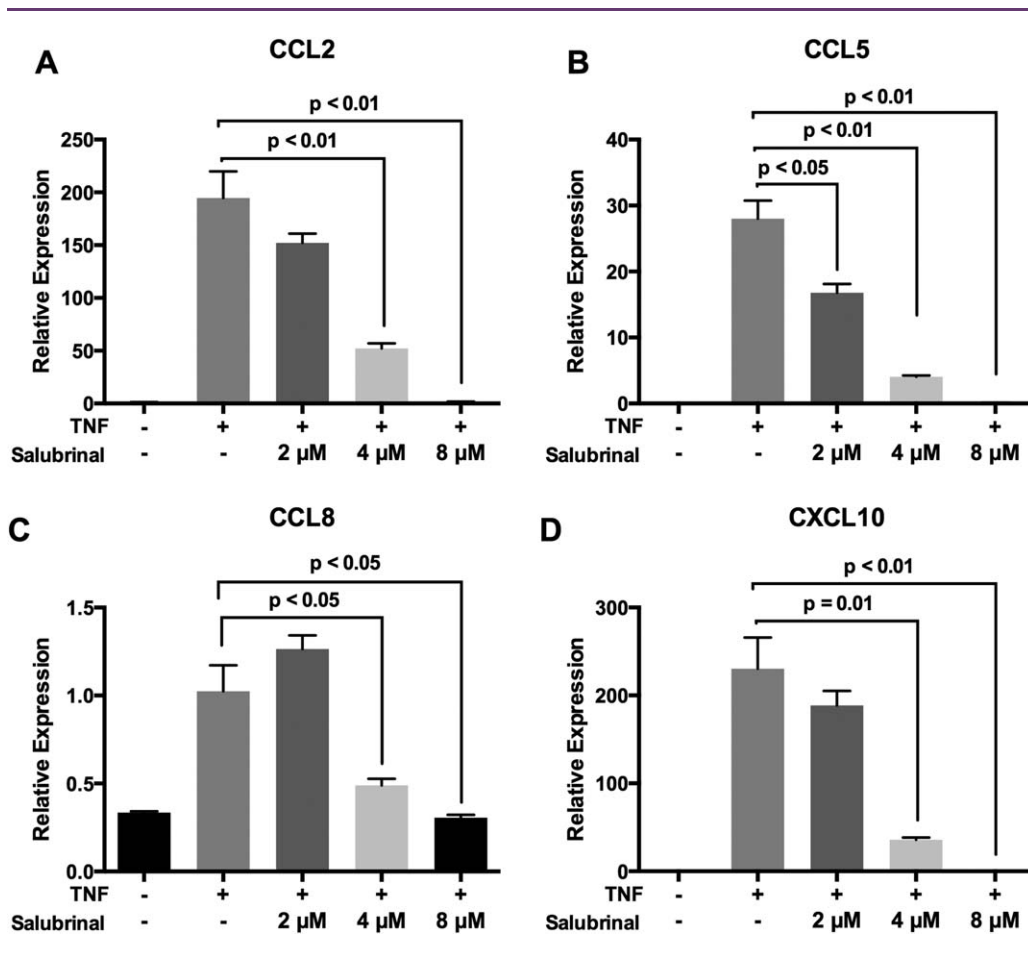 A
CCL2
p < 0.01
p < 0.01
Relative Expression
250
200
150
100
50
0
TNF - + + + +
Salubrinal - - 2 µM 4 µM 8 µM
B
CCL5
p < 0.01
p < 0.01
p < 0.05
Relative Expression
40
30
20
10
0
TNF - + + + +
Salubrinal - - 2 µM 4 µM 8 µM
C
CCL8
p < 0.05
p < 0.05
Relative Expression
1.5
1.0
0.5
0.0
TNF - + + + +
Salubrinal - - 2 µM 4 µM 8 µM
D
CXCL10
p < 0.01
p = 0.01
Relative Expression
300
200
100
0
TNF - + + + +
Salubrinal - - 2 µM 4 µM 8 µM